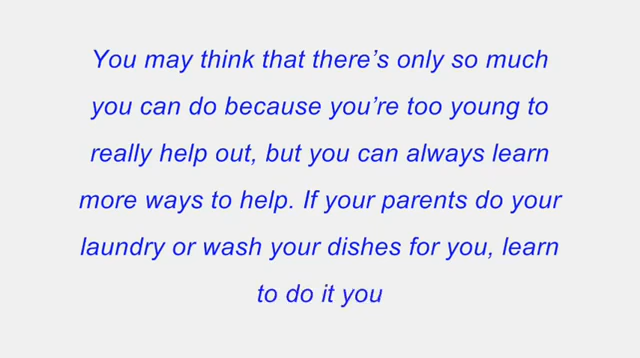 You may think that there’s only so much
you can do because you’re too young to
really help out, but you can always learn
more ways to help. If your parents do your
laundry or wash your dishes for you, learn
to do it you